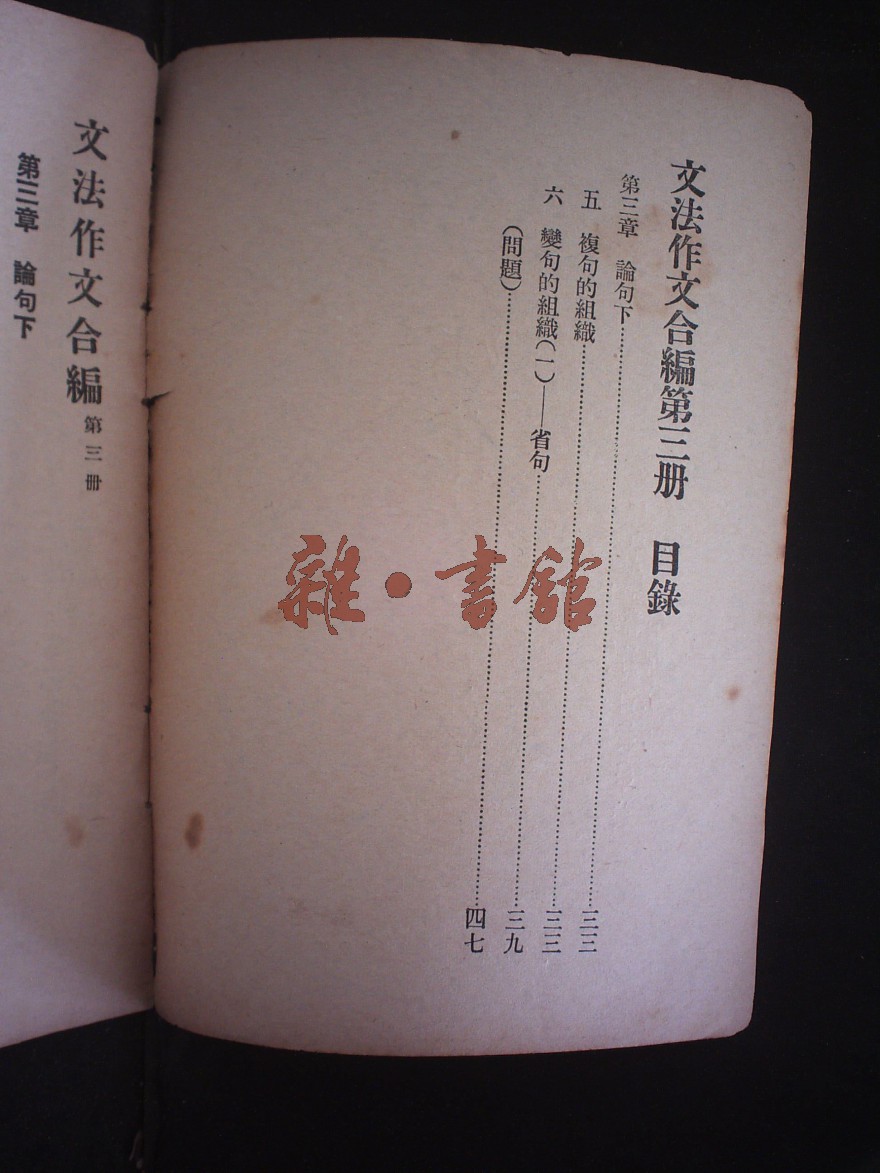 文法作文合編第三册　目錄
第三章　論句下……三三
五　複句的組織……三三
六　變句的組織(一)——省句……三九
(問題)……四七
文法作文合編 第三冊
第三章　論句下
雜·書館